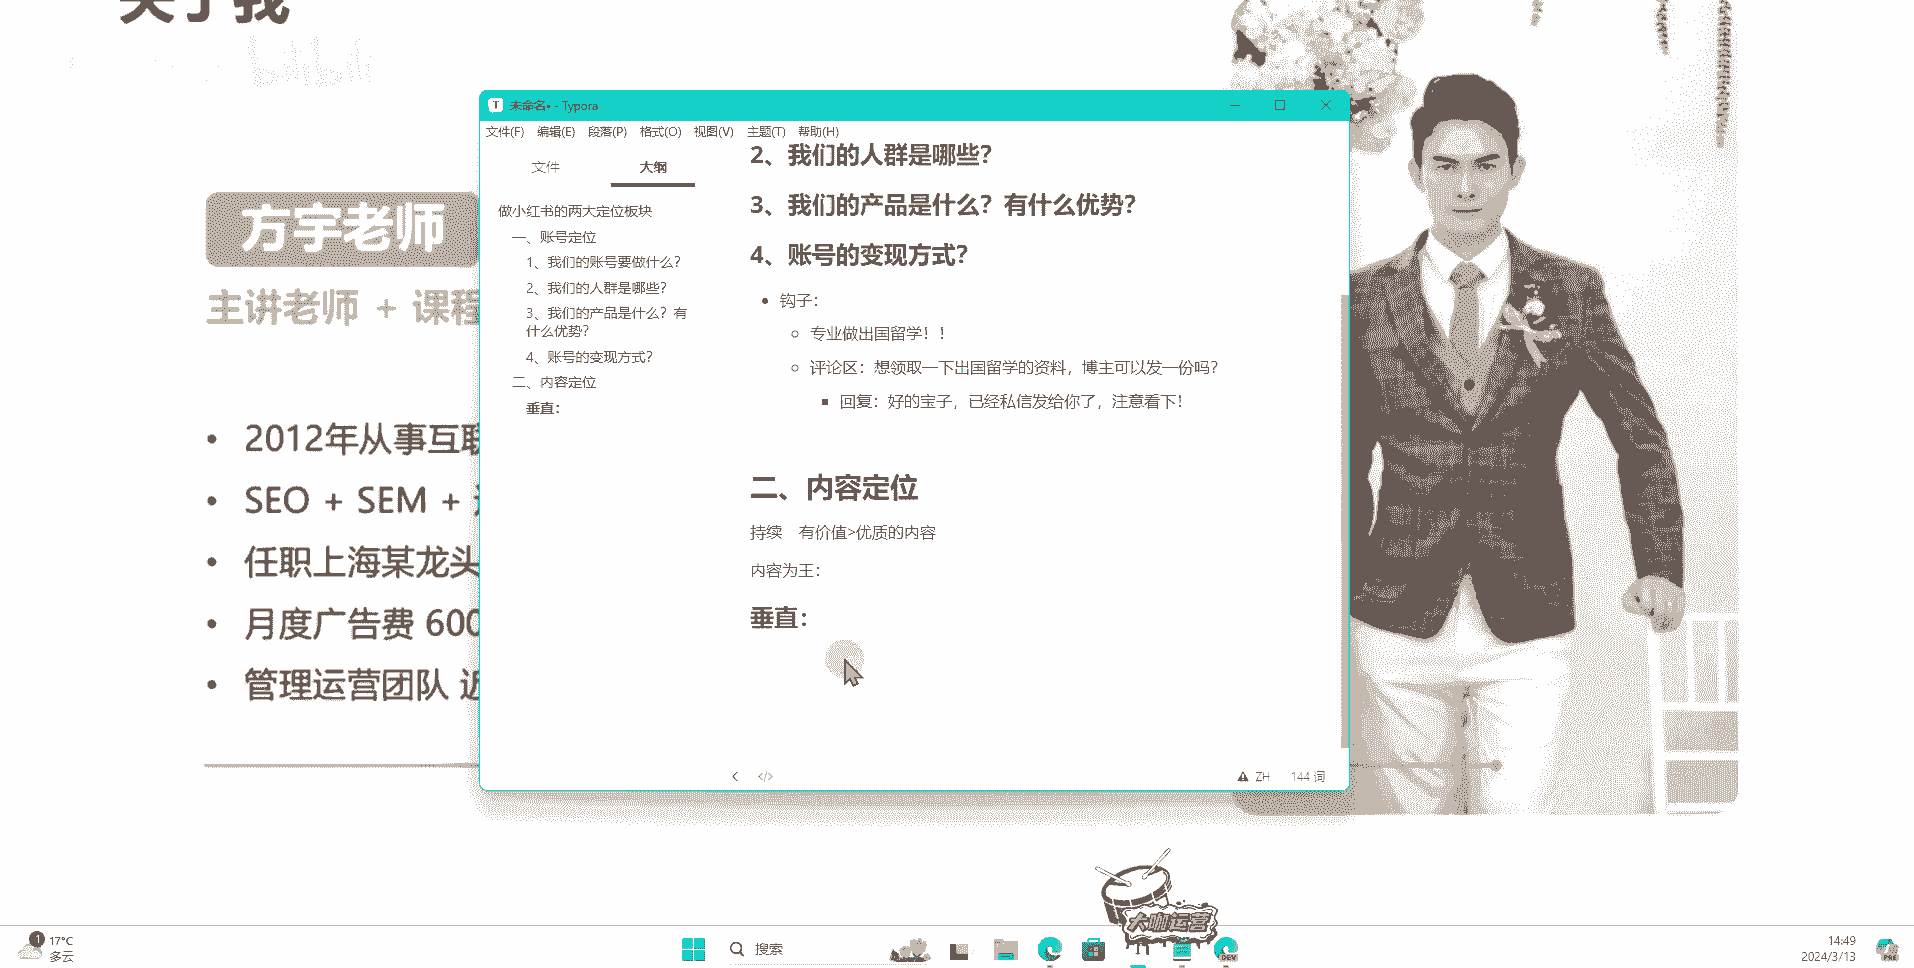 关于我
bilibili
方宇老师
主讲老师 + 课程
2012年从事互联
SEO + SEM +
任职上海某龙头
月度广告费 600
管理运营团队 近
未命名• - Typora
文件(F) 编辑(E) 段落(P) 格式(O) 视图(V) 主题(T) 帮助(H)
文件 大纲
做小红书的两大定位板块
一、账号定位
1、我们的账号要做什么?
2、我们的人群是哪些?
3、我们的产品是什么? 有
什么优势?
4、账号的变现方式?
二、内容定位
垂直:
2、我们的人群是哪些?
3、我们的产品是什么? 有什么优势?
4、账号的变现方式?
钩子:
专业做出国留学! !
评论区: 想领取一下出国留学的资料, 博主可以发一份吗?
回复: 好的宝子, 已经私信发给你了, 注意看下!
二、内容定位
持续 有价值>优质的内容
内容为王:
垂直:
</> ZH 144 词
大咖运营
1
17°C
多云
搜索
DEV
14:49
2024/3/13
PRE